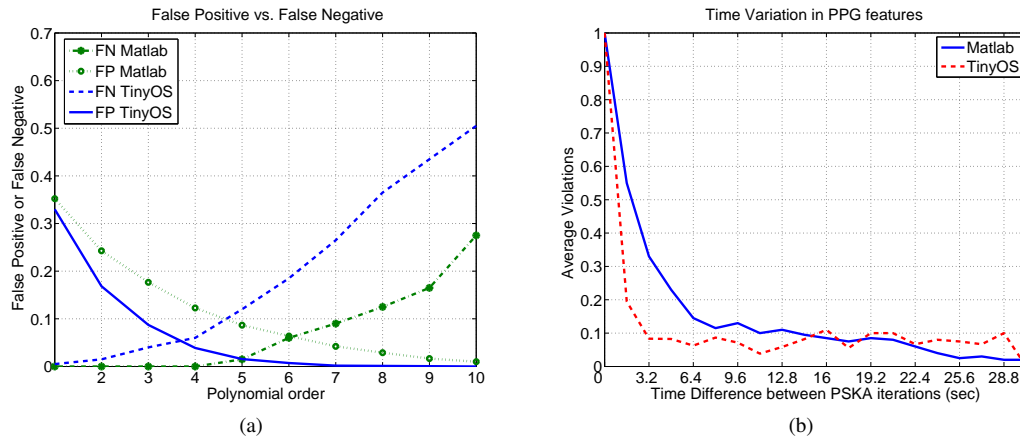 False Positive vs. False Negative
0.7
0.6
0.5
0.4
0.3
0.2
0.1
0
False Positive or False Negative
FN Matlab
FP Matlab
FN TinyOS
FP TinyOS
2 3 4 5 6 7 8 9 10
Polynomial order
(a)
Time Variation in PPG features
1
0.9
0.8
0.7
0.6
0.5
0.4
0.3
0.2
0.1
0
Average Violations
Matlab
TinyOS
0 3.2 6.4 9.6 12.8 16 19.2 22.4 25.6 28.8
Time Difference between PSKA iterations (sec)
(b)